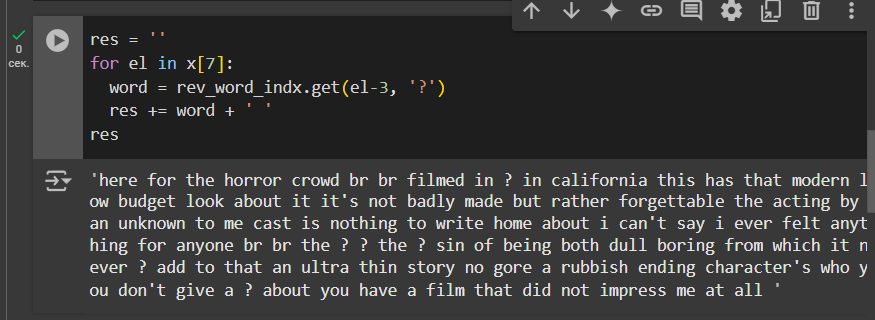 res = ''
0
for el in x[7]:
сек.
word = rev_word_indx.get(el-3, '?')
res += word + ' '
res
'here for the horror crowd br br filmed in ? in california this has that modern l
ow budget look about it it's not badly made but rather forgettable the acting by
an unknown to me cast is nothing to write home about i can't say i ever felt anyt
hing for anyone br br the ? ? the ? sin of being both dull boring from which it n
ever ? add to that an ultra thin story no gore a rubbish ending character's who y
ou don't give a ? about you have a film that did not impress me at all '